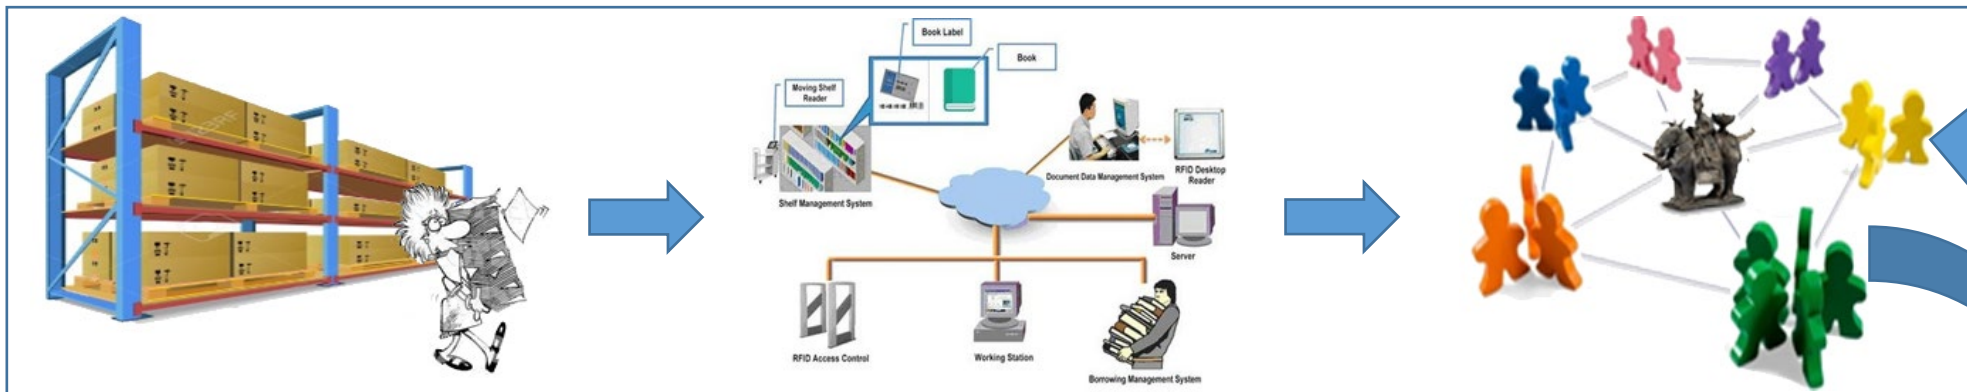 Book Label
Book
Moving Shelf
Reader
Shelf Management System
Document Data Management System
RFID Desktop
Reader
Server
RFID Access Control
Working Station
Borrowing Management System